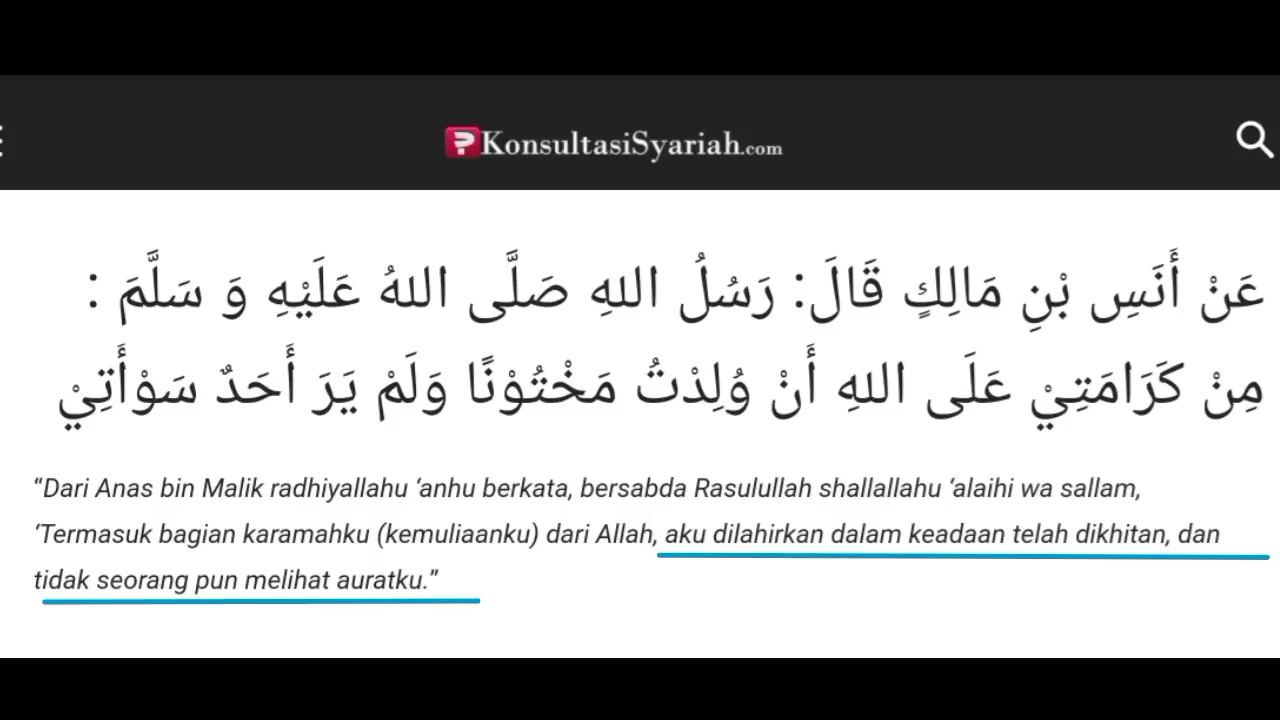 KonsultasiSyariah.com
عَنْ أَنَسِ بْنِ مَالِكٍ قَالَ: رَسُلُ اللهِ صَلَّى اللهُ عَلَيْهِ وَ سَلَّمَ :
مِنْ كَرَامَتِيْ عَلَى اللهِ أَنْ وُلِدْتُ مَخْتُوْنًا وَلَمْ يَرَ أَحَدٌ سَوْأَتِيْ
“Dari Anas bin Malik radhiyallahu ‘anhu berkata, bersabda Rasulullah shallallahu ‘alaihi wa sallam,
‘Termasuk bagian karamahku (kemuliaanku) dari Allah, aku dilahirkan dalam keadaan telah dikhitan, dan
tidak seorang pun melihat auratku.”